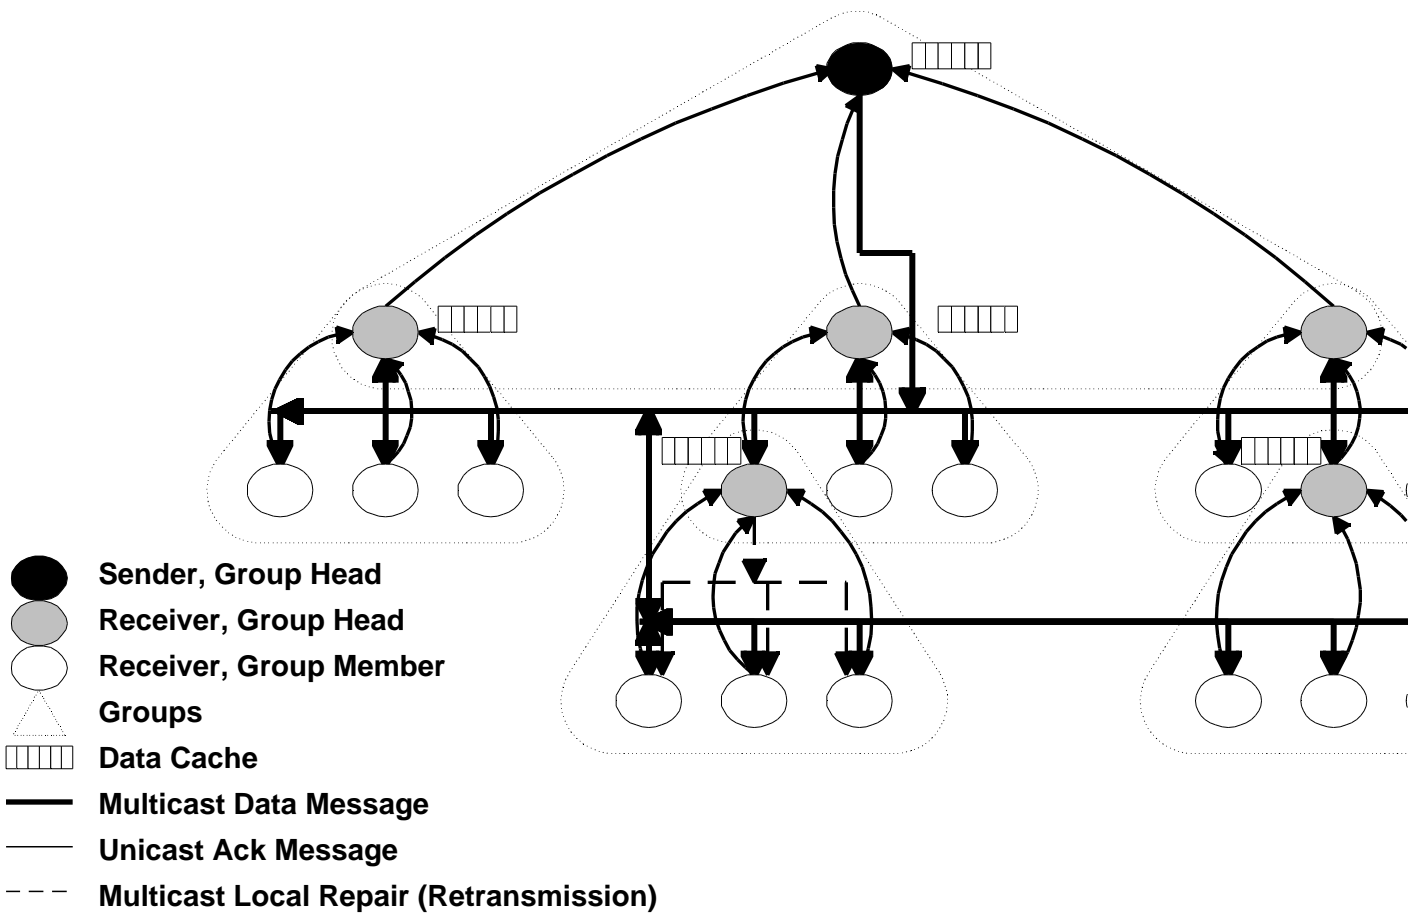 Sender, Group Head
Receiver, Group Head
Receiver, Group Member
Groups
Data Cache
Multicast Data Message
Unicast Ack Message
Multicast Local Repair (Retransmission)